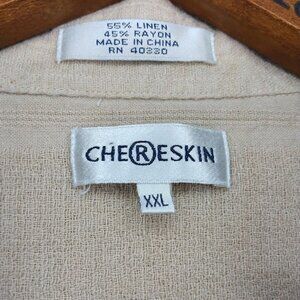 55% LINEN
45% RAYON
MADE IN CHINA
RN 40330
CHE®ESKIN
XXL